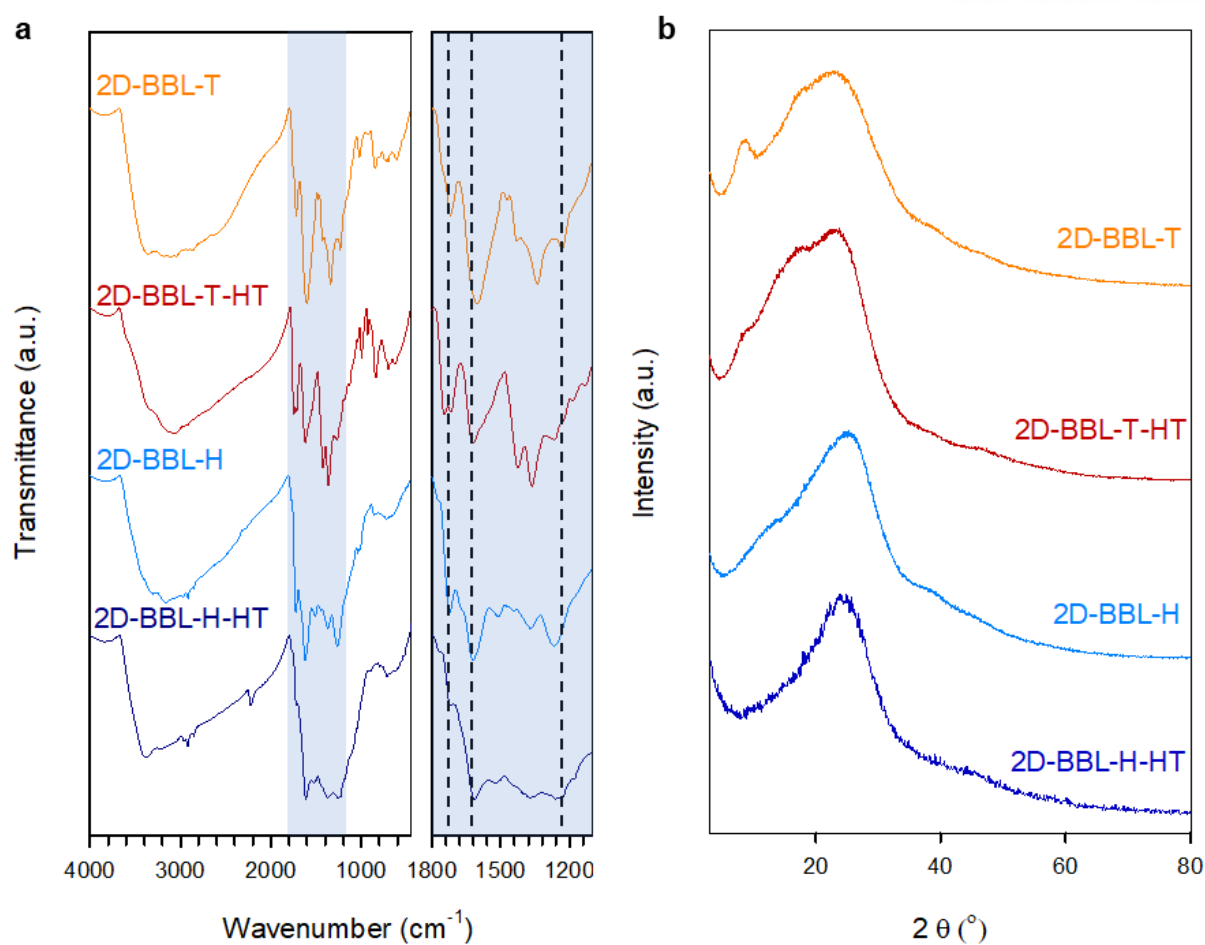 a
b
2D-BBL-T
2D-BBL-T-HT
2D-BBL-H
2D-BBL-H-HT
Transmittance (a.u.)
4000 3000 2000 1000 1800 1500 1200
Wavenumber (cm⁻¹)
2D-BBL-T
2D-BBL-T-HT
2D-BBL-H
2D-BBL-H-HT
Intensity (a.u.)
20 40 60 80
2 θ (°)